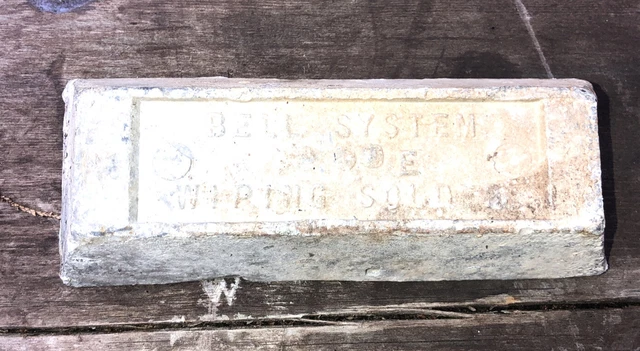 BELL SYSTEM
WIPING SOLDER